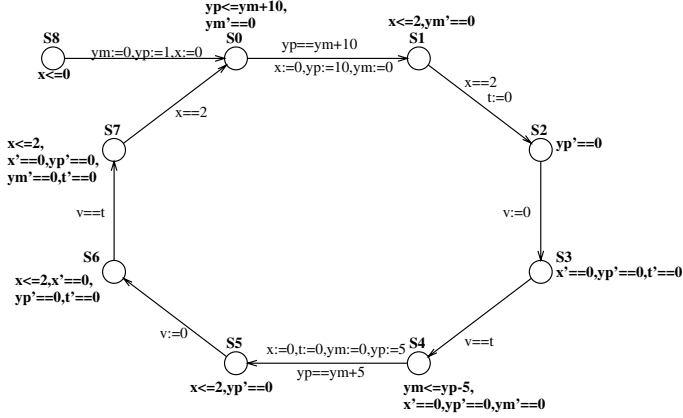 yp<=ym+10,
ym’==0
S8
ym:=0,yp:=1,x:=0
x<=0
S0
yp==ym+10
x:=0,yp:=10,ym:=0
x<=2,ym’==0
S1
x==2
t:=0
S2
yp’==0
v:=0
S3
x’==0,yp’==0,t’==0
v==t
S4
ym<=yp-5,
x’==0,yp’==0,ym’==0
x:=0,t:=0,ym:=0,yp:=5
yp==ym+5
S5
x<=2,yp’==0
v:=0
S6
x<=2,x’==0,
yp’==0,t’==0
v==t
S7
x<=2,
x’==0,yp’==0,
ym’==0,t’==0
x==2